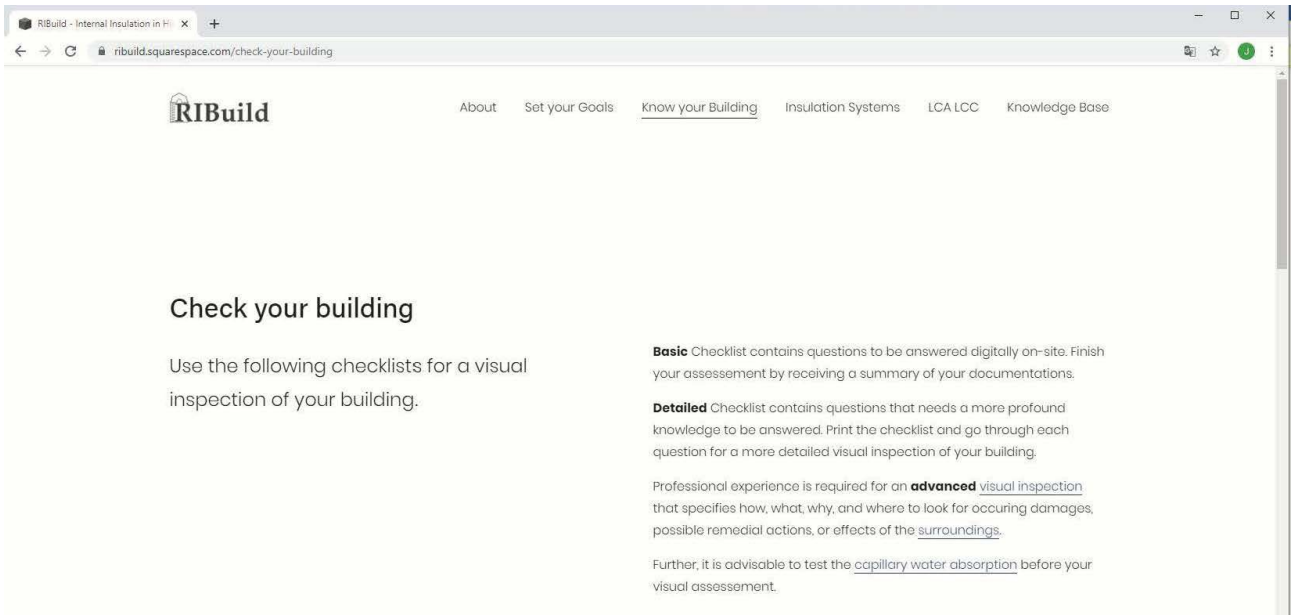 RIBuild - Internal Insulation in H
ribuild.squarespace.com/check-your-building
J
RIBuild
About Set your Goals Know your Building Insulation Systems LCA LCC Knowledge Base
Check your building
Use the following checklists for a visual
inspection of your building.
Basic Checklist contains questions to be answered digitally on-site. Finish
your assessement by receiving a summary of your documentations.
Detailed Checklist contains questions that needs a more profound
knowledge to be answered. Print the checklist and go through each
question for a more detailed visual inspection of your building.
Professional experience is required for an advanced visual inspection
that specifies how, what, why, and where to look for occuring damages,
possible remedial actions, or effects of the surroundings.
Further, it is advisable to test the capillary water absorption before your
visual assessement.